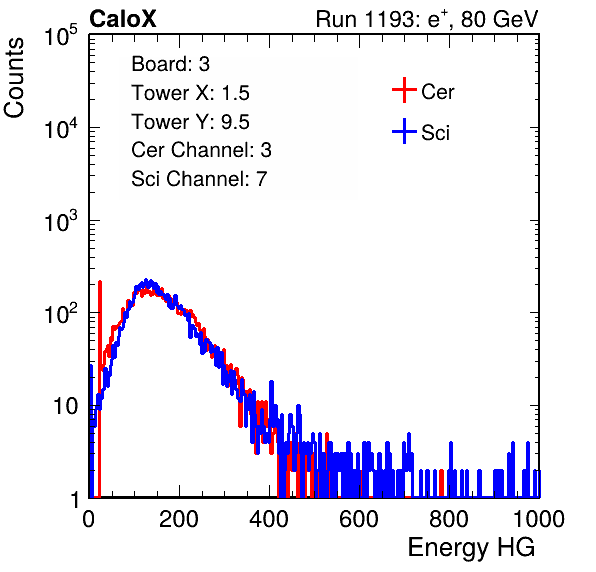 CaloX Run 1193: e⁺, 80 GeV
Counts
10⁵
10⁴
10³
10²
10
1
Board: 3
Tower X: 1.5
Tower Y: 9.5
Cer Channel: 3
Sci Channel: 7
Cer
Sci
0 200 400 600 800 1000
Energy HG